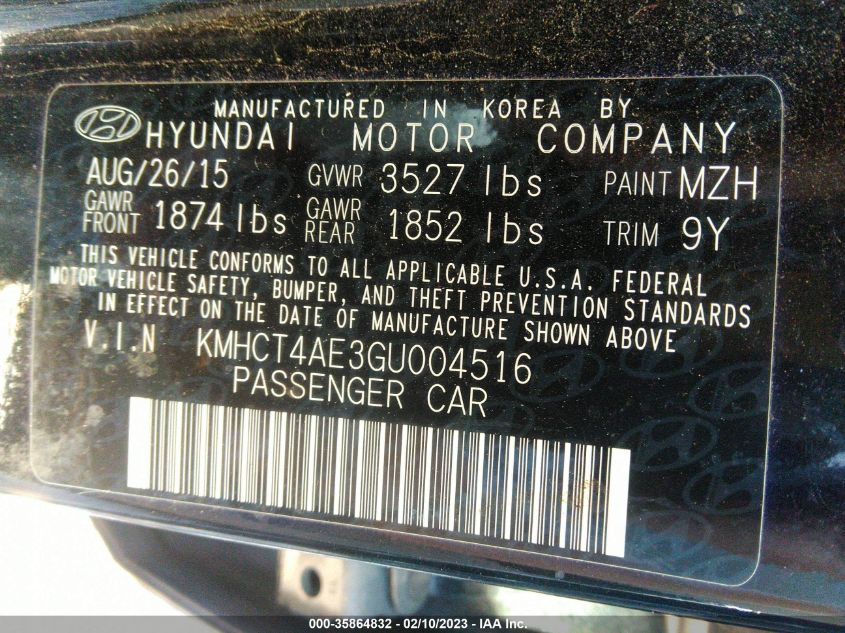 MANUFACTURED IN KOREA BY
HYUNDAI MOTOR COMPANY
AUG/26/15 GVWR 3527 lbs PAINT MZH
GAWR FRONT 1874 lbs GAWR REAR 1852 lbs TRIM 9Y
THIS VEHICLE CONFORMS TO ALL APPLICABLE U.S.A. FEDERAL
MOTOR VEHICLE SAFETY, BUMPER, AND THEFT PREVENTION STANDARDS
IN EFFECT ON THE DATE OF MANUFACTURE SHOWN ABOVE
V.I.N KMHCT4AE3GU004516
PASSENGER CAR
000-35864832 — 02/10/2023 — IAA Inc.